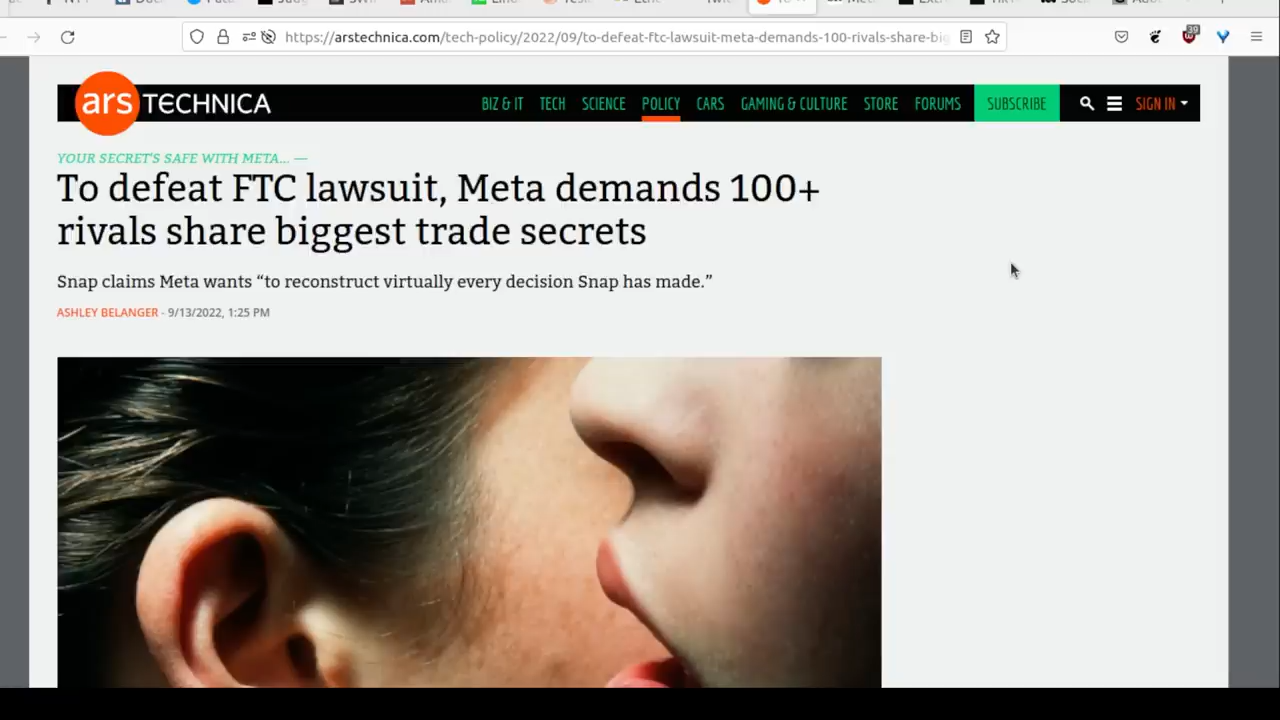 https://arstechnica.com/tech-policy/2022/09/to-defeat-ftc-lawsuit-meta-demands-100-rivals-share-big
39
ars TECHNICA
BIZ & IT TECH SCIENCE POLICY CARS GAMING & CULTURE STORE FORUMS SUBSCRIBE SIGN IN
YOUR SECRET'S SAFE WITH META... —
To defeat FTC lawsuit, Meta demands 100+
rivals share biggest trade secrets
Snap claims Meta wants “to reconstruct virtually every decision Snap has made.”
ASHLEY BELANGER - 9/13/2022, 1:25 PM